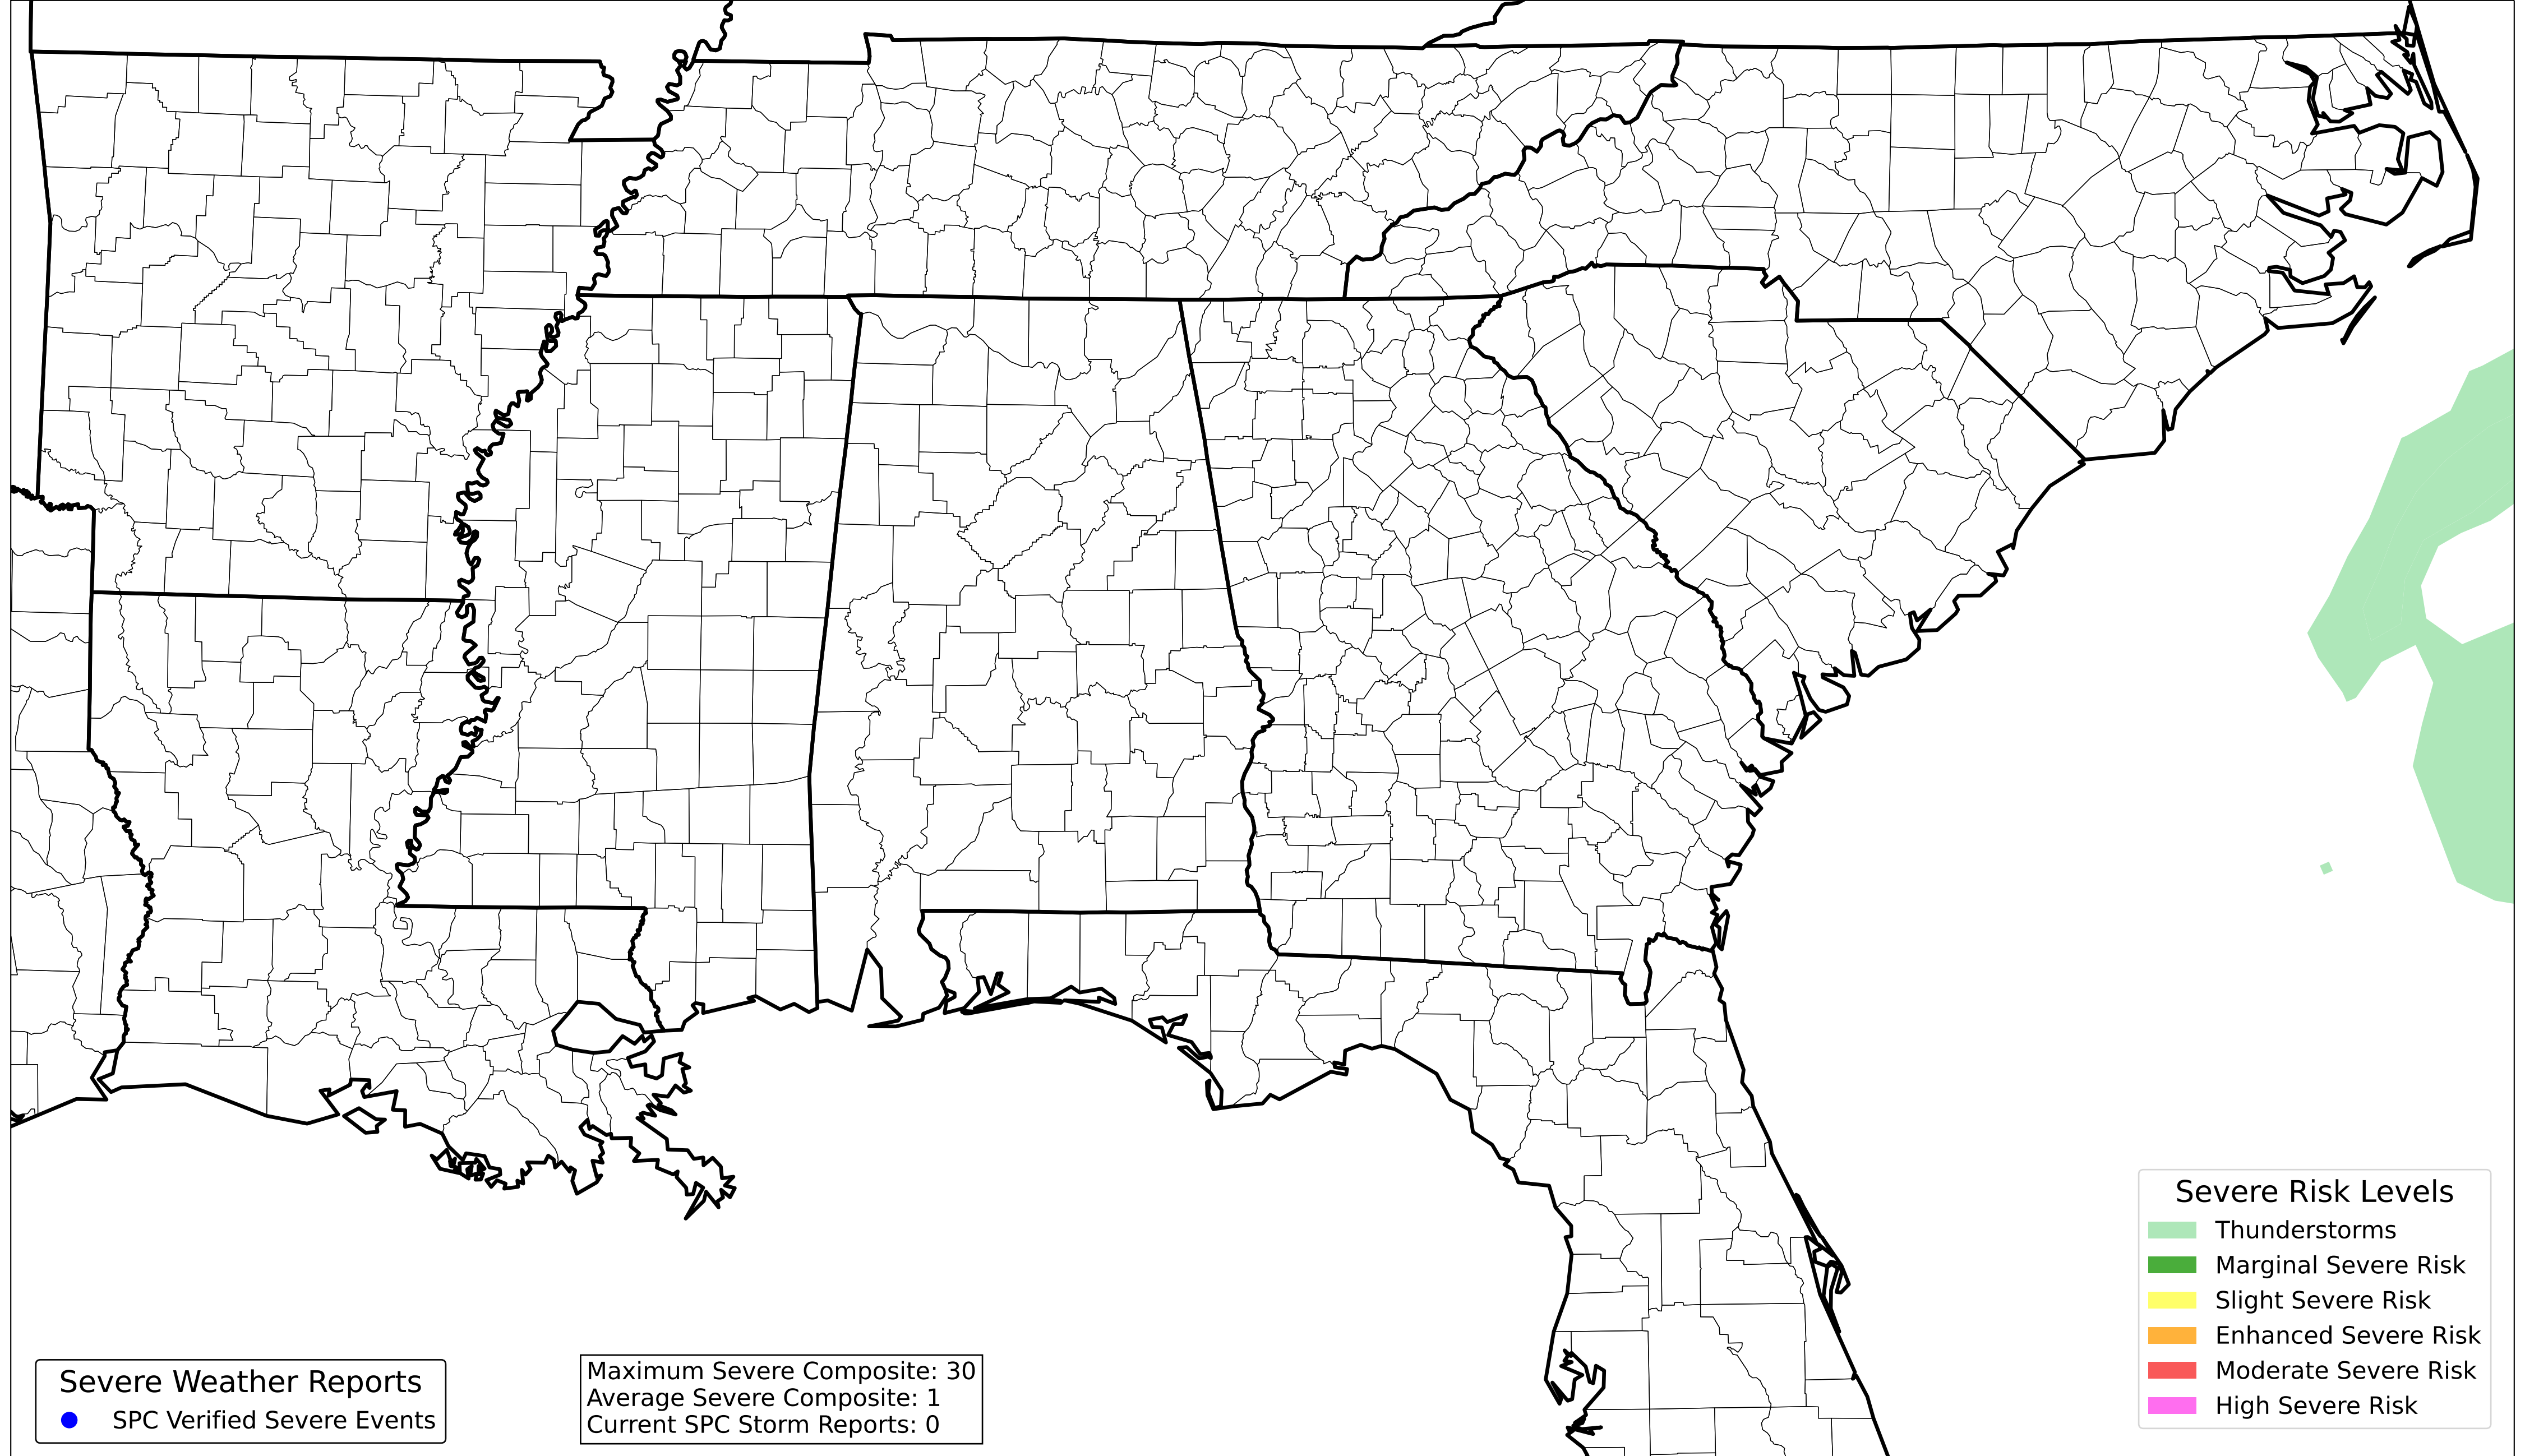 Severe Risk Levels
Thunderstorms
Marginal Severe Risk
Slight Severe Risk
Enhanced Severe Risk
Moderate Severe Risk
High Severe Risk
Severe Weather Reports
SPC Verified Severe Events
Maximum Severe Composite: 30
Average Severe Composite: 1
Current SPC Storm Reports: 0